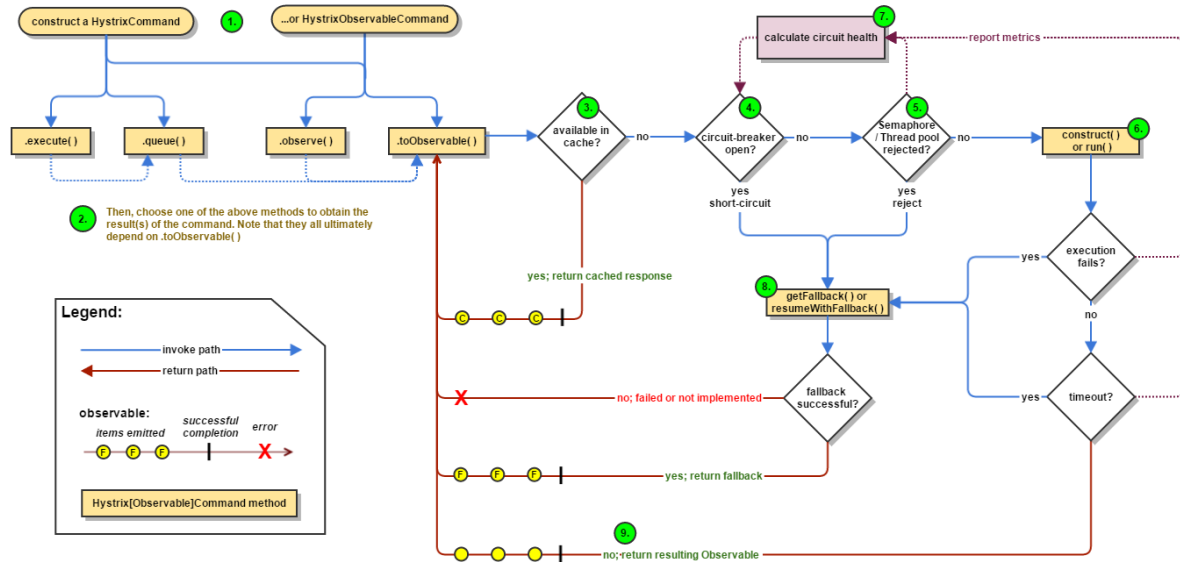 construct a HystrixCommand
1.
...or HystrixObservableCommand
7.
calculate circuit health
report metrics
.execute( )
.queue( )
.observe( )
.toObservable( )
3.
available in
cache?
no
4.
circuit-breaker
open?
no
5.
Semaphore
/ Thread pool
rejected?
no
6.
construct( )
or run( )
yes
short-circuit
yes
reject
2.
Then, choose one of the above methods to obtain the
result(s) of the command. Note that they all ultimately
depend on .toObservable( )
yes; return cached response
C
C
C
yes
execution
fails?
no
8.
getFallback( ) or
resumeWithFallback( )
Legend:
invoke path
return path
observable:
items emitted
successful
completion
error
F
F
F
X
Hystrix[Observable]Command method
X
no; failed or not implemented
fallback
successful?
yes
timeout?
F
F
F
yes; return fallback
9.
no; return resulting Observable